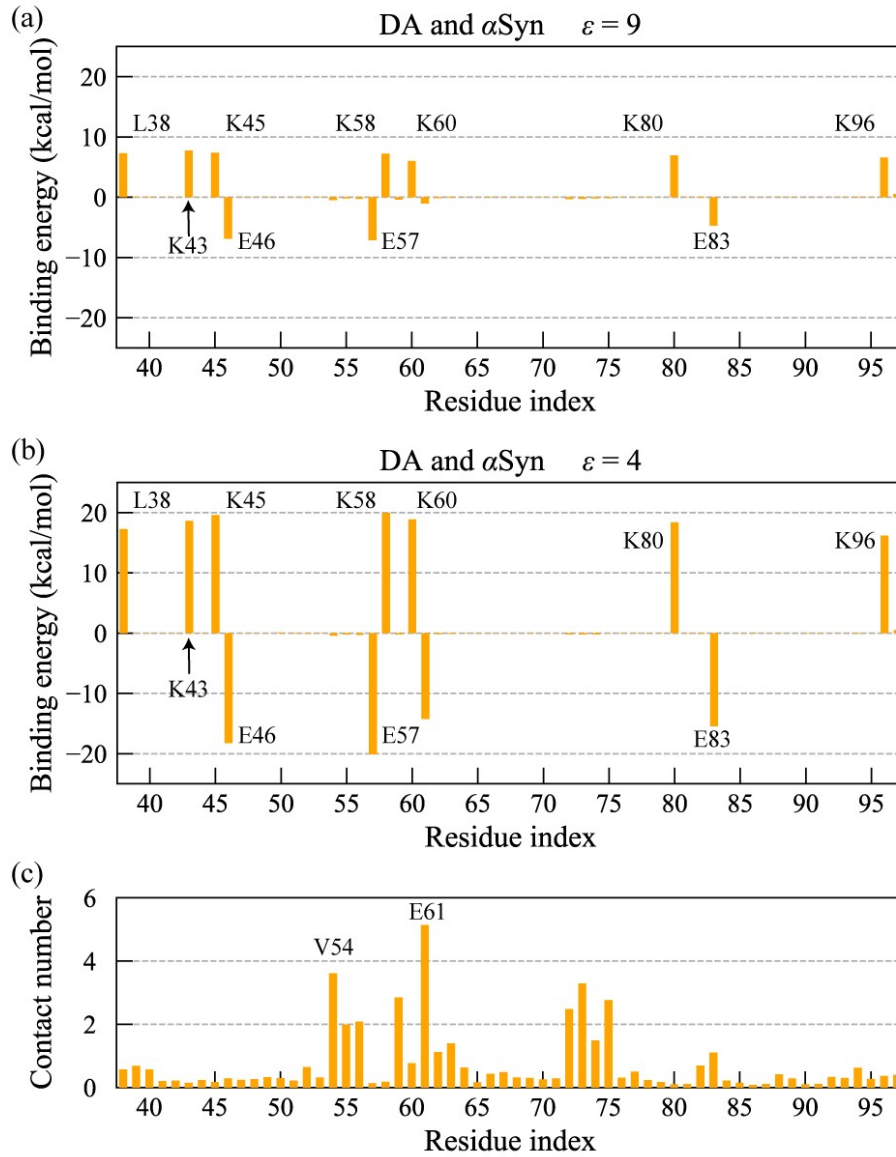 (a)
DA and αSyn ε = 9
Binding energy (kcal/mol)
20
10
0
−10
−20
L38 K45 K58 K60 K80 K96
K43 E46 E57 E83
40 45 50 55 60 65 70 75 80 85 90 95
Residue index
(b)
DA and αSyn ε = 4
Binding energy (kcal/mol)
20
10
0
−10
−20
L38 K45 K58 K60
K80 K96
K43
E46 E57 E83
40 45 50 55 60 65 70 75 80 85 90 95
Residue index
(c)
Contact number
6
4
2
0
E61
V54
40 45 50 55 60 65 70 75 80 85 90 95
Residue index